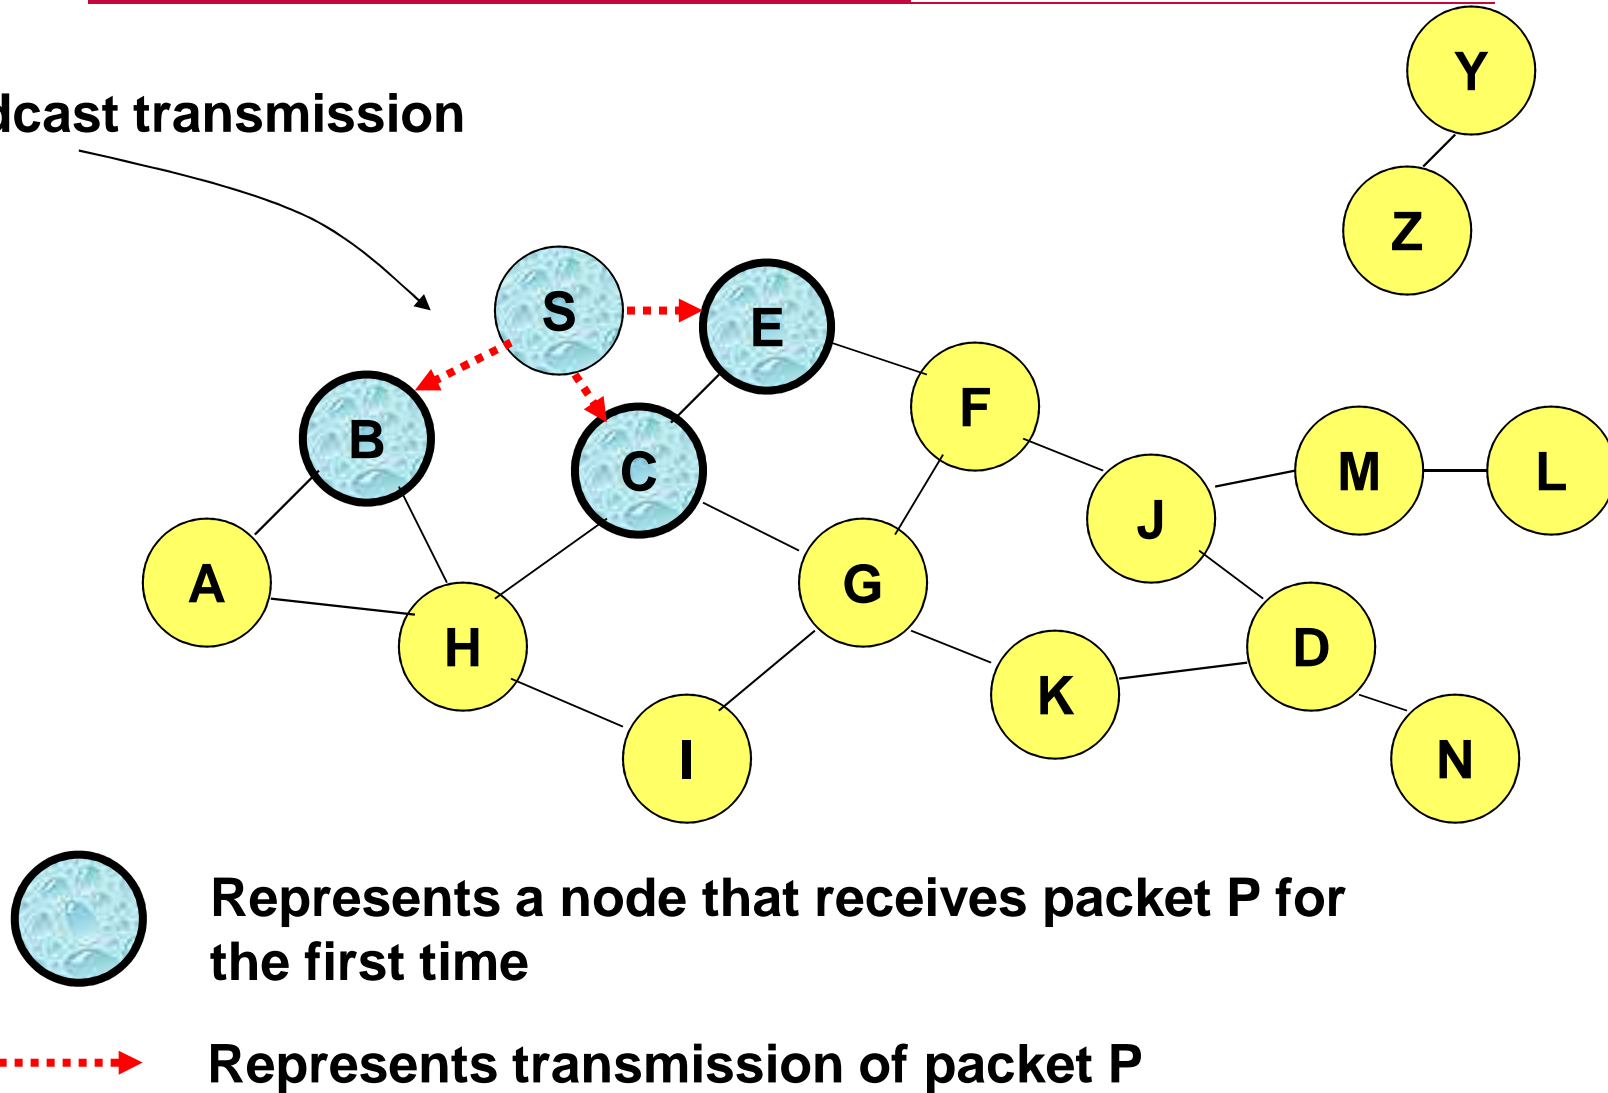 Y
dcast transmission
Z
S
E
B
C
F
M
L
J
A
G
H
D
K
I
N
Represents a node that receives packet P for
the first time
Represents transmission of packet P